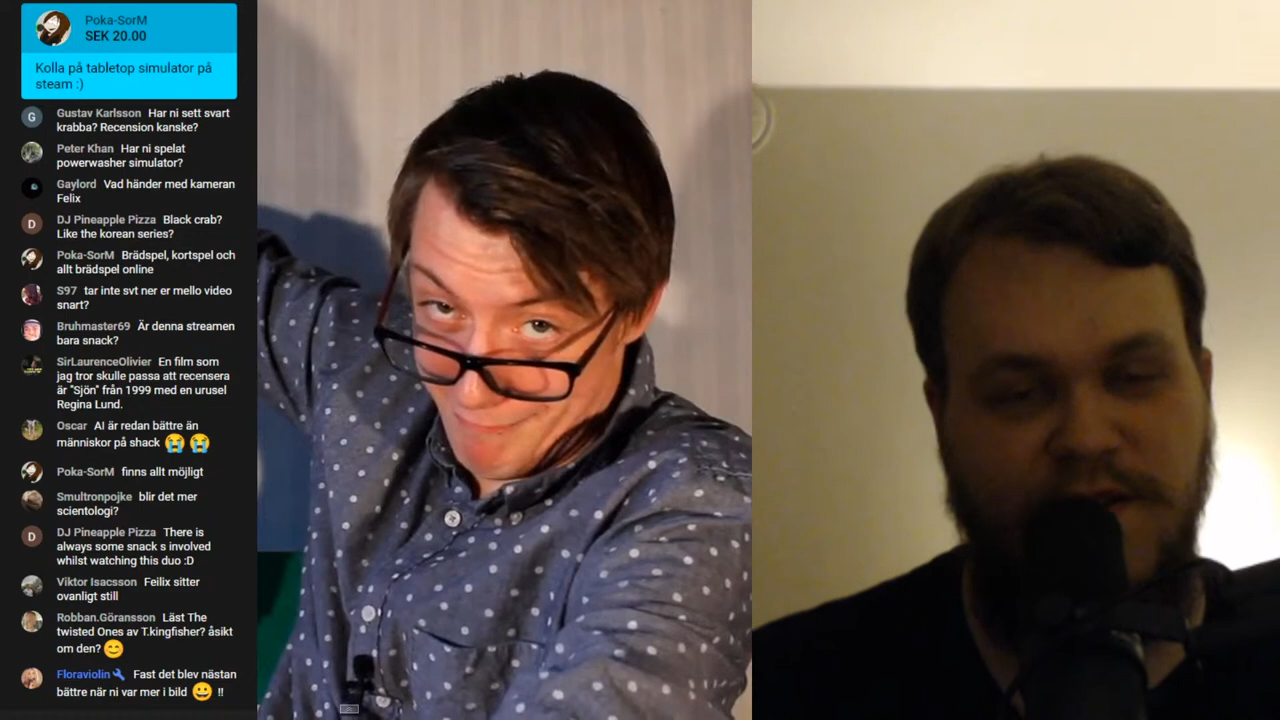 Poka-SorM
SEK 20.00
Kolla på tabletop simulator på
steam :)
G Gustav Karlsson Har ni sett svart
krabba? Recension kanske?
Peter Khan Har ni spelat
powerwasher simulator?
Gaylord Vad händer med kameran
Felix
D DJ Pineapple Pizza Black crab?
Like the korean series?
Poka-SorM Brädspel, kortspel och
allt brädspel online
S97 tar inte svt ner er mello video
snart?
Bruhmaster69 Är denna streamen
bara snack?
SirLaurenceOlivier En film som
jag tror skulle passa att recensera
är "Sjön" från 1999 med en urusel
Regina Lund.
Oscar AI är redan bättre än
människor på shack 😭😭
Poka-SorM finns allt möjligt
Smultronpojke blir det mer
scientologi?
D DJ Pineapple Pizza There is
always some snack s involved
whilst watching this duo :D
Viktor Isacsson Feilix sitter
ovanligt still
Robban.Göransson Läst The
twisted Ones av T.kingfisher? åsikt
om den? 😊
Floraviolin Fast det blev nästan
bättre när ni var mer i bild 😀 !!